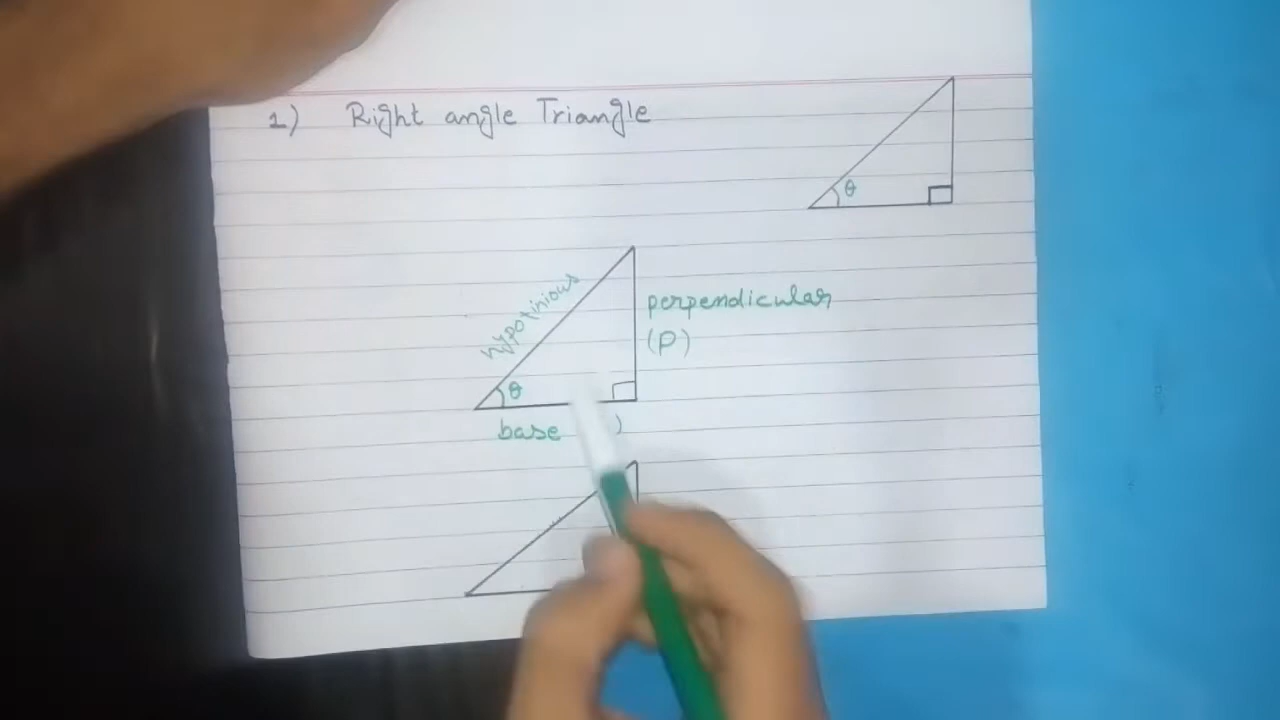 1) Right angle Triangle
θ
hypotinious
perpendicular
(P)
θ
base )